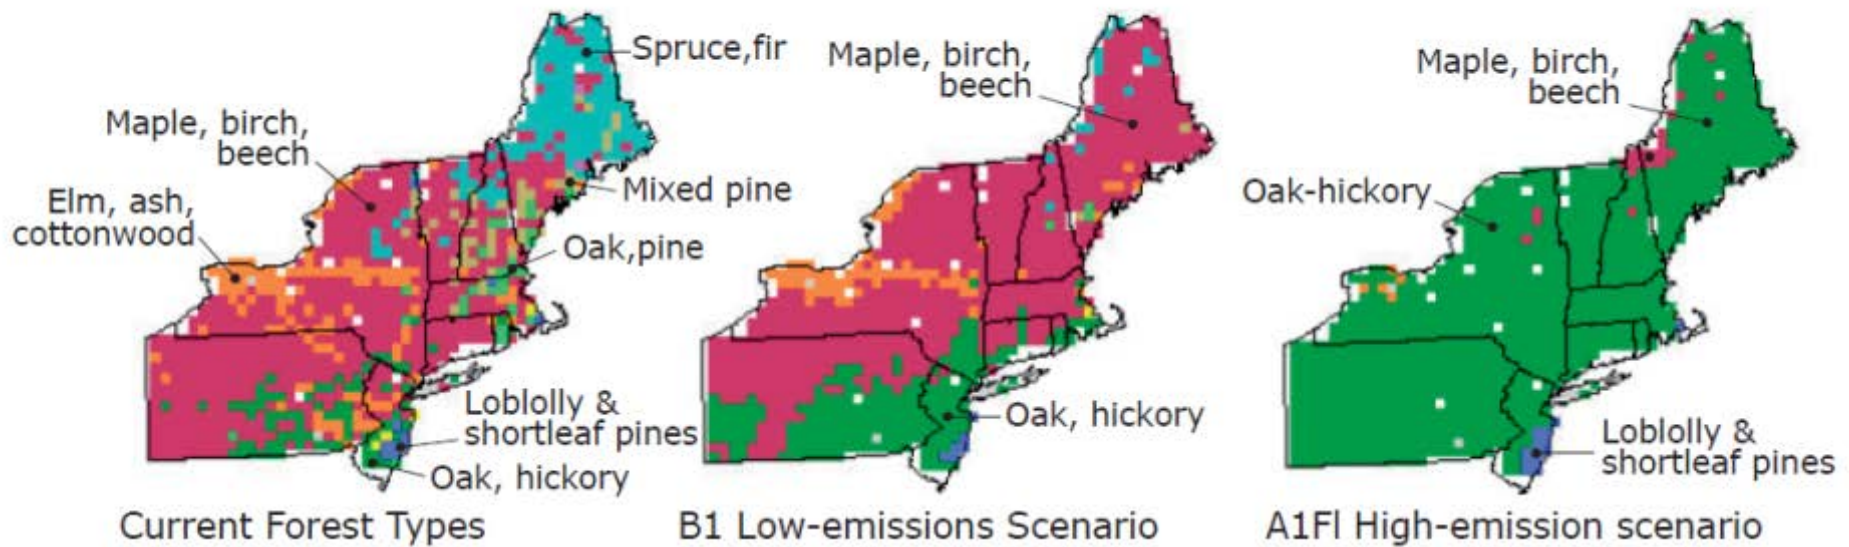 Spruce,fir
Maple, birch,
beech
Elm, ash,
cottonwood
Mixed pine
Oak,pine
Loblolly &
shortleaf pines
Oak, hickory
Current Forest Types
Maple, birch,
beech
Oak, hickory
B1 Low-emissions Scenario
Maple, birch,
beech
Oak-hickory
Loblolly &
shortleaf pines
A1Fl High-emission scenario